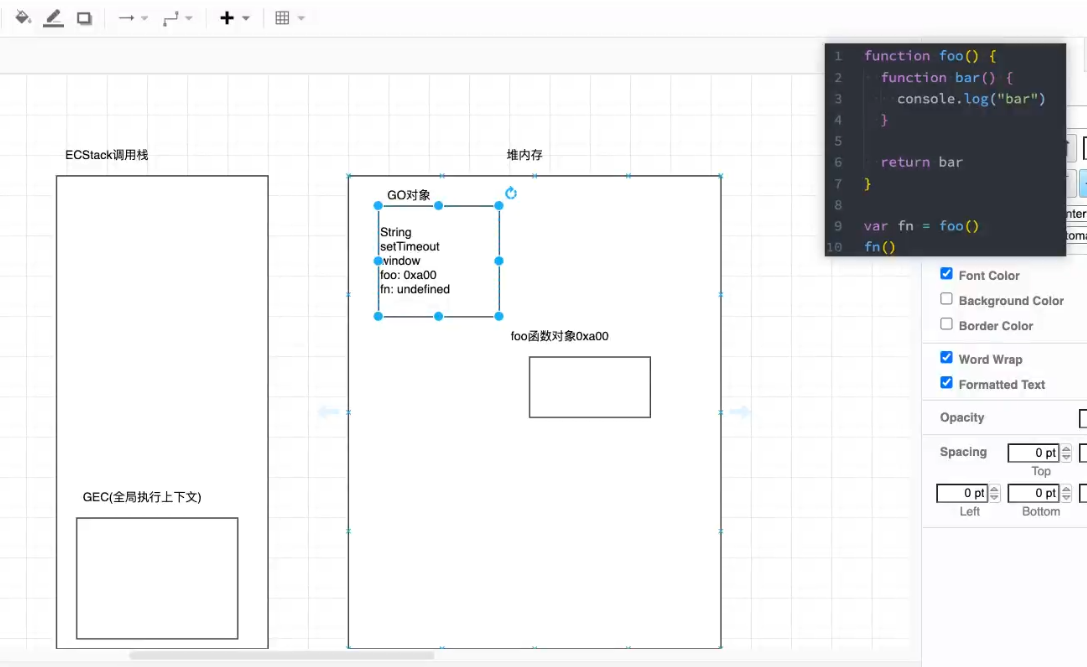 ECStack调用栈
堆内存
GO对象
String
setTimeout
window
foo: 0xa00
fn: undefined
foo函数对象0xa00
GEC(全局执行上下文)
1 function foo() {
2 function bar() {
3 console.log("bar")
4 }
5
6 return bar
7 }
8
9 var fn = foo()
10 fn()
Font Color
Background Color
Border Color
Word Wrap
Formatted Text
Opacity
Spacing
0 pt
Top
0 pt
0 pt
Left
Bottom